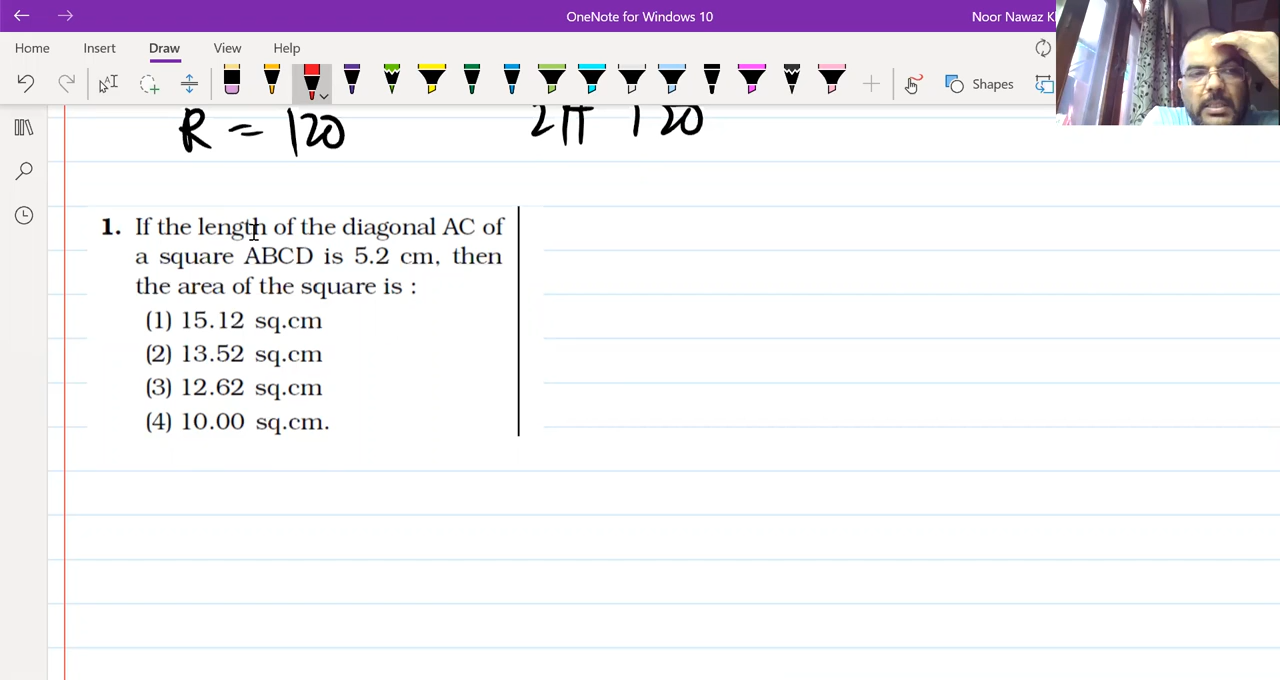 OneNote for Windows 10
Noor Nawaz K
Home Insert Draw View Help
Shapes
R = 120
2π 120
1. If the length of the diagonal AC of
a square ABCD is 5.2 cm, then
the area of the square is :
(1) 15.12 sq.cm
(2) 13.52 sq.cm
(3) 12.62 sq.cm
(4) 10.00 sq.cm.